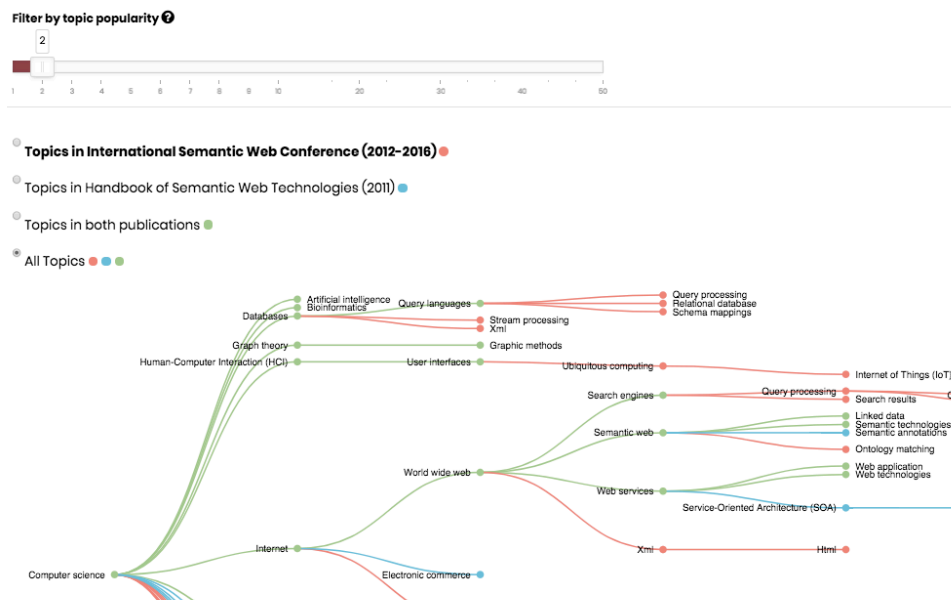 Filter by topic popularity ?
2
1 2 3 4 5 6 7 8 9 10 20 30 40 50
Topics in International Semantic Web Conference (2012-2016)
Topics in Handbook of Semantic Web Technologies (2011)
Topics in both publications
All Topics
Query processing
Artificial intelligence
Query languages
Relational database
Bioinformatics
Schema mappings
Databases
Stream processing
Xml
Graph theory
Graphic methods
Human-Computer Interaction (HCI)
User interfaces
Ubiquitous computing
Internet of Things (IoT)
Search engines
Query processing
Search results
Linked data
Semantic technologies
Semantic web
Semantic annotations
Ontology matching
Web application
World wide web
Web technologies
Web services
Service-Oriented Architecture (SOA)
Internet
Xml
Html
Computer science
Electronic commerce